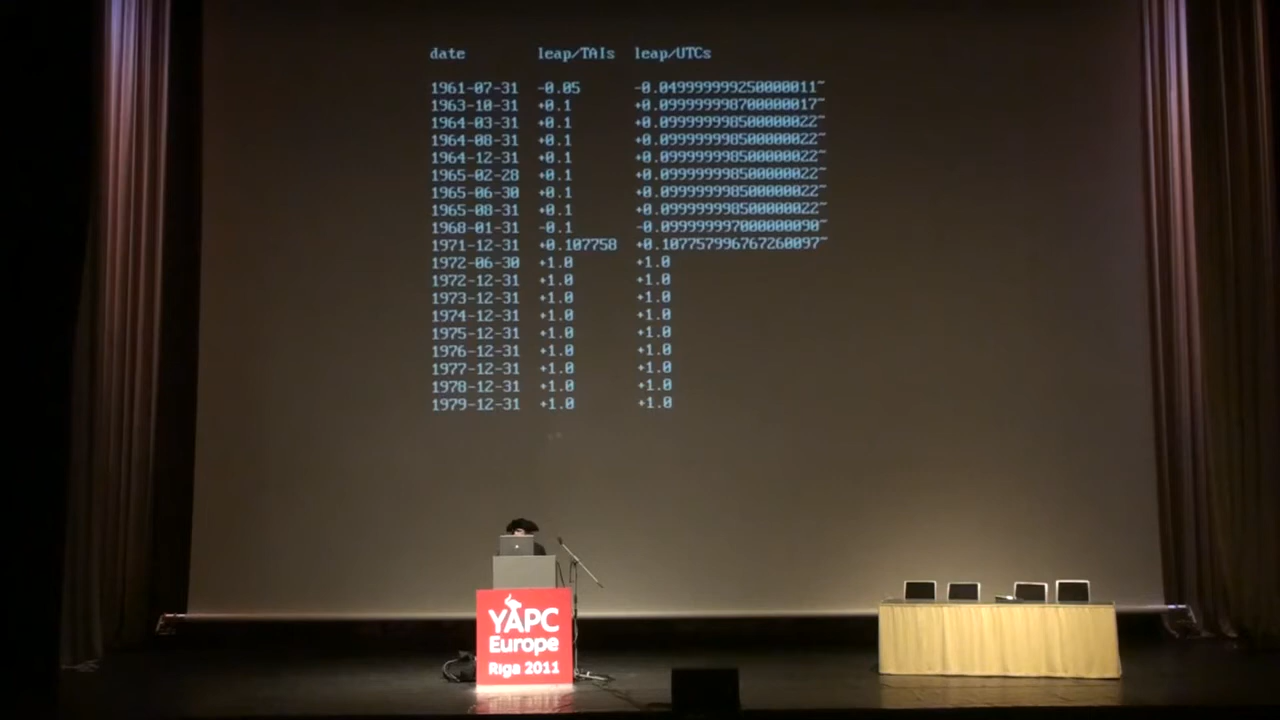 date leap/TAIs leap/UTCs
1961-07-31 -0.05 -0.049999999250000011~
1963-10-31 +0.1 +0.099999998700000017~
1964-03-31 +0.1 +0.099999998500000022~
1964-08-31 +0.1 +0.099999998500000022~
1964-12-31 +0.1 +0.099999998500000022~
1965-02-28 +0.1 +0.099999998500000022~
1965-06-30 +0.1 +0.099999998500000022~
1965-08-31 +0.1 +0.099999998500000022~
1968-01-31 -0.1 -0.099999997000000090~
1971-12-31 +0.107758 +0.107757996767260097~
1972-06-30 +1.0 +1.0
1972-12-31 +1.0 +1.0
1973-12-31 +1.0 +1.0
1974-12-31 +1.0 +1.0
1975-12-31 +1.0 +1.0
1976-12-31 +1.0 +1.0
1977-12-31 +1.0 +1.0
1978-12-31 +1.0 +1.0
1979-12-31 +1.0 +1.0
YAPC
Europe
Riga 2011